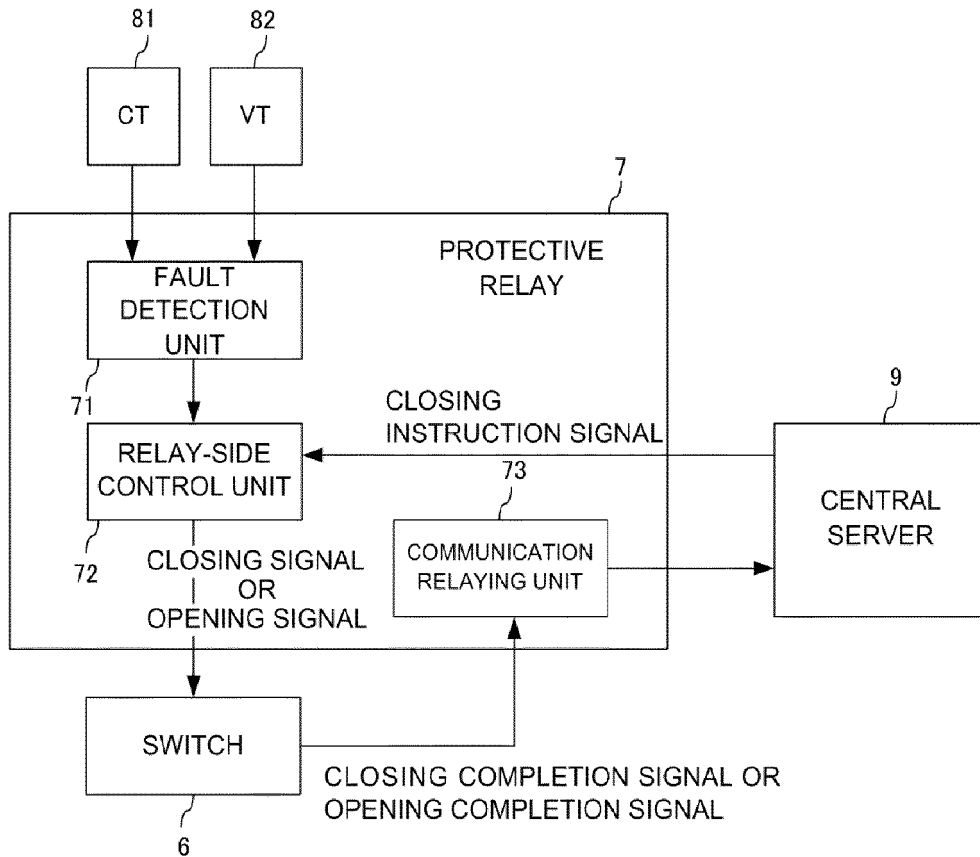 81
82
CT
VT
7
PROTECTIVE
RELAY
FAULT
DETECTION
UNIT
71
9
CLOSING
INSTRUCTION SIGNAL
RELAY-SIDE
CONTROL UNIT
73
CENTRAL
SERVER
72
CLOSING SIGNAL
OR
OPENING SIGNAL
COMMUNICATION
RELAYING UNIT
SWITCH
CLOSING COMPLETION SIGNAL OR
OPENING COMPLETION SIGNAL
6